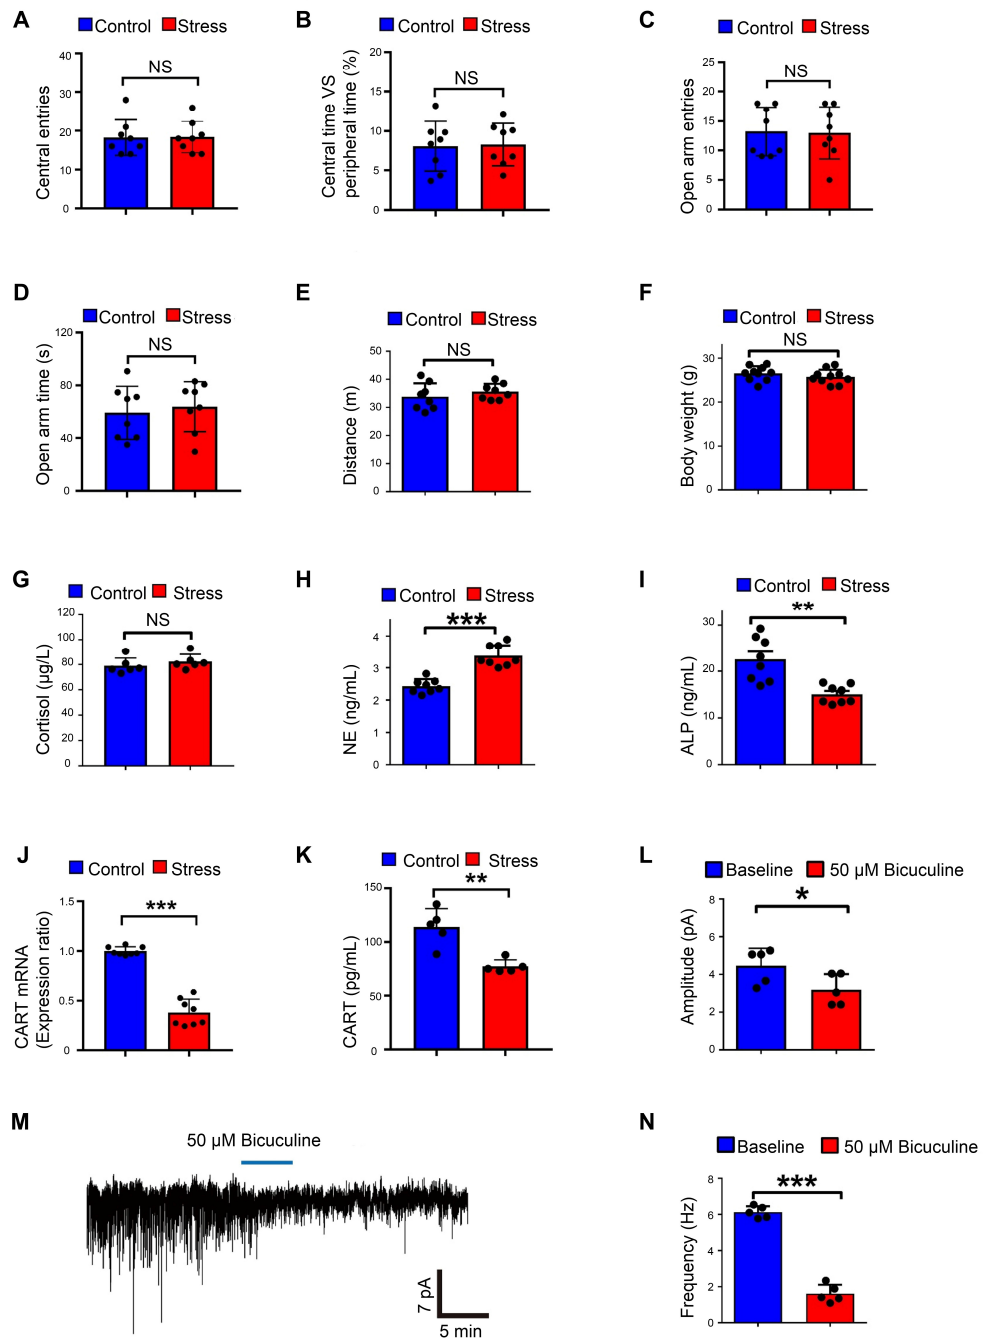 A
Control Stress
NS
Central entries
40
30
20
10
0
B
Control Stress
NS
Central time VS
peripheral time (%)
20
15
10
5
0
C
Control Stress
NS
Open arm entries
25
20
15
10
5
0
D
Control Stress
NS
Open arm time (s)
120
80
40
0
E
Control Stress
NS
Distance (m)
50
40
30
20
10
0
F
Control Stress
NS
Body weight (g)
30
20
10
0
G
Control Stress
NS
Cortisol (µg/L)
120
100
80
60
40
20
0
H
Control Stress
***
NE (ng/mL)
4
3
2
1
0
I
Control Stress
**
ALP (ng/mL)
30
20
10
0
J
Control Stress
***
CART mRNA
(Expression ratio)
1.5
1.0
0.5
0
K
Control Stress
**
CART (pg/mL)
150
100
50
0
L
Baseline 50 µM Bicuculine
*
Amplitude (pA)
8
6
4
2
0
M
50 µM Bicuculine
7 pA
5 min
N
Baseline 50 µM Bicuculine
***
Frequency (Hz)
8
6
4
2
0